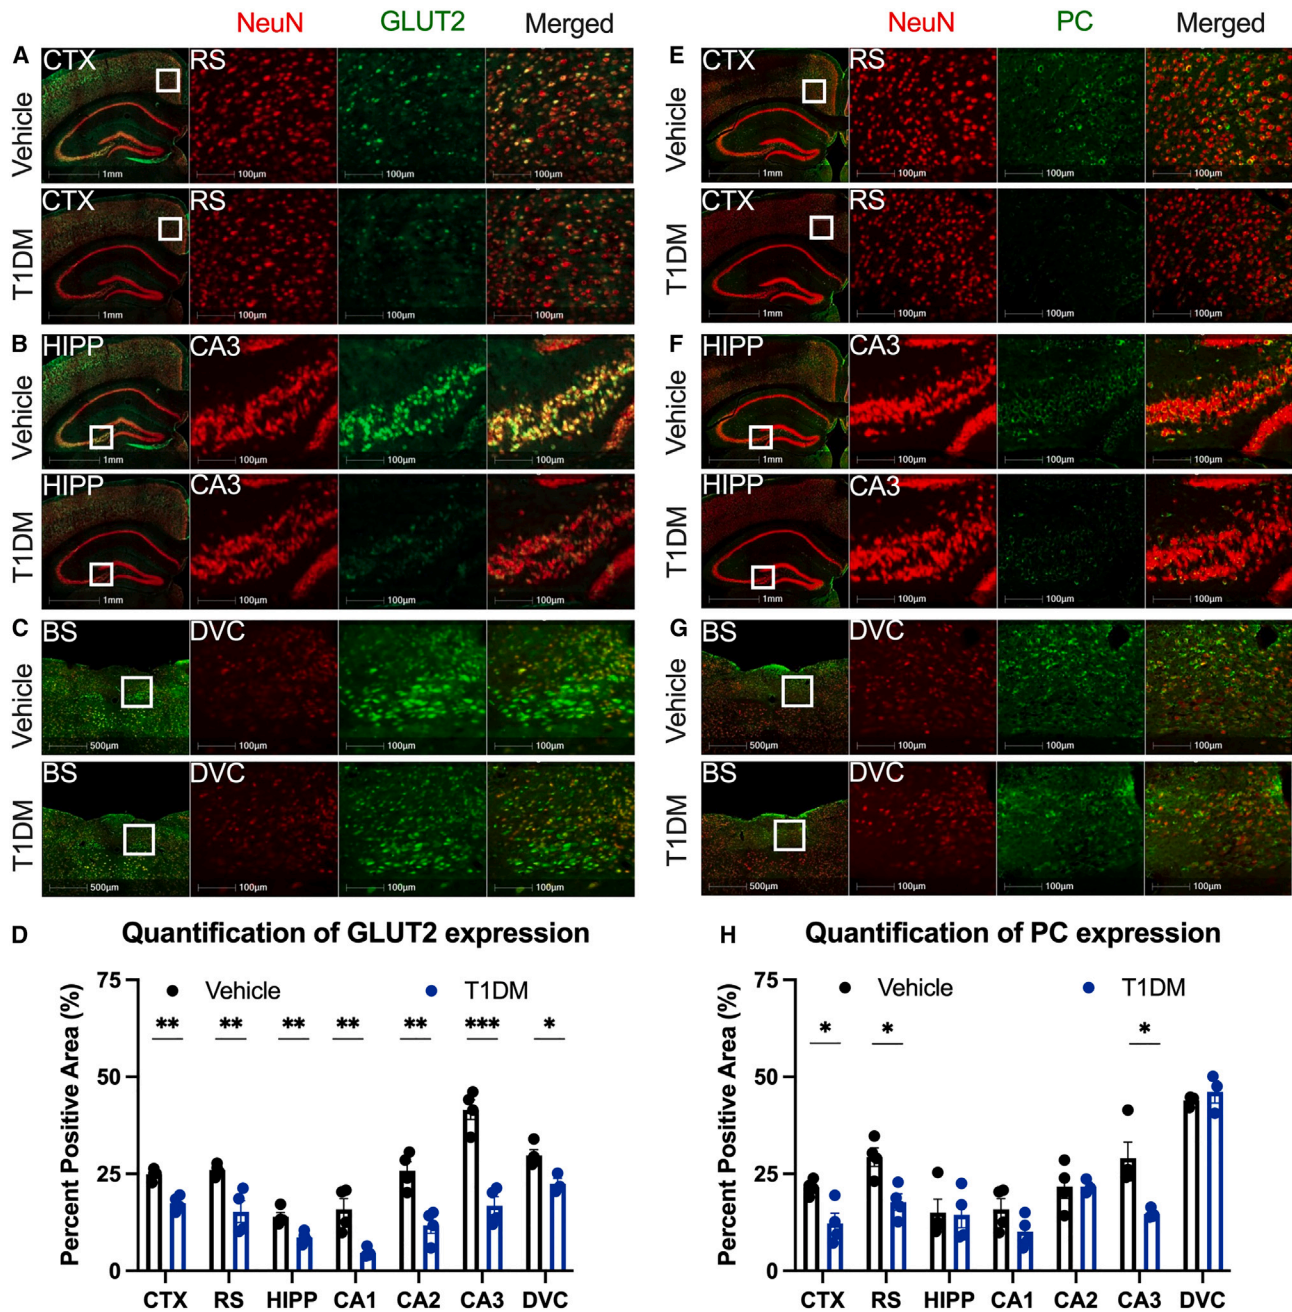 NeuN GLUT2 Merged
A Vehicle CTX RS
1mm 100µm 100µm 100µm
T1DM CTX RS
1mm 100µm 100µm 100µm
B Vehicle HIPP CA3
1mm 100µm 100µm 100µm
T1DM HIPP CA3
1mm 100µm 100µm 100µm
C Vehicle BS DVC
500µm 100µm 100µm 100µm
T1DM BS DVC
500µm 100µm 100µm 100µm
D Quantification of GLUT2 expression
Percent Positive Area (%)
75
50
25
0
Vehicle T1DM
** ** ** ** ** *** *
CTX RS HIPP CA1 CA2 CA3 DVC
NeuN PC Merged
E Vehicle CTX RS
1mm 100µm 100µm 100µm
T1DM CTX RS
1mm 100µm 100µm 100µm
F Vehicle HIPP CA3
1mm 100µm 100µm 100µm
T1DM HIPP CA3
1mm 100µm 100µm 100µm
G Vehicle BS DVC
500µm 100µm 100µm 100µm
T1DM BS DVC
500µm 100µm 100µm 100µm
H Quantification of PC expression
Percent Positive Area (%)
75
50
25
0
Vehicle T1DM
* * *
CTX RS HIPP CA1 CA2 CA3 DVC